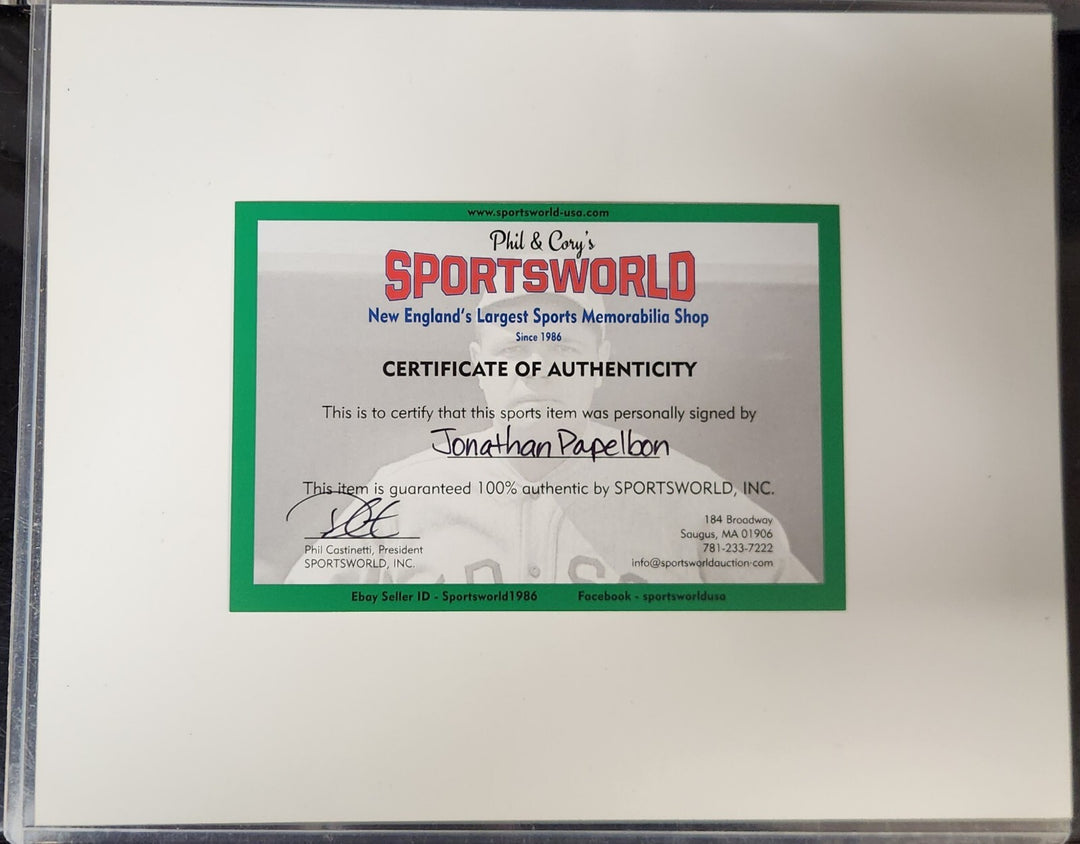 www.sportsworld-usa.com
Phil & Cory's
SPORTSWORLD
New England's Largest Sports Memorabilia Shop
Since 1986
CERTIFICATE OF AUTHENTICITY
This is to certify that this sports item was personally signed by
Jonathan Papelbon
This item is guaranteed 100% authentic by SPORTSWORLD, INC.
Phil Castinetti, President
SPORTSWORLD, INC.
184 Broadway
Saugus, MA 01906
781-233-7222
info@sportsworldauction.com
Ebay Seller ID - Sportsworld1986 Facebook - sportsworldusa